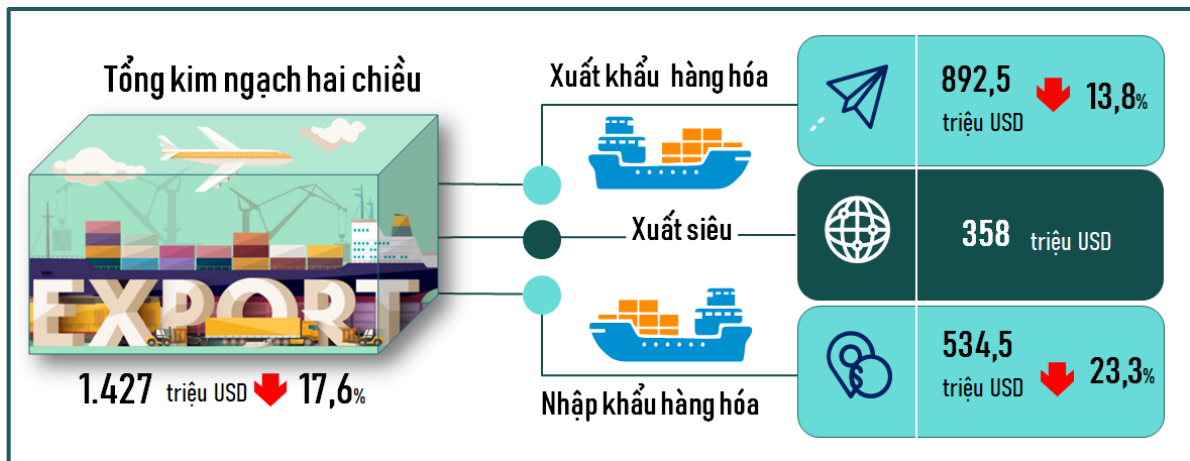 Tổng kim ngạch hai chiều
EXPORT
1.427 triệu USD 17,6%
Xuất khẩu hàng hóa
892,5
triệu USD
13,8%
Xuất siêu
358 triệu USD
Nhập khẩu hàng hóa
534,5
triệu USD
23,3%
$